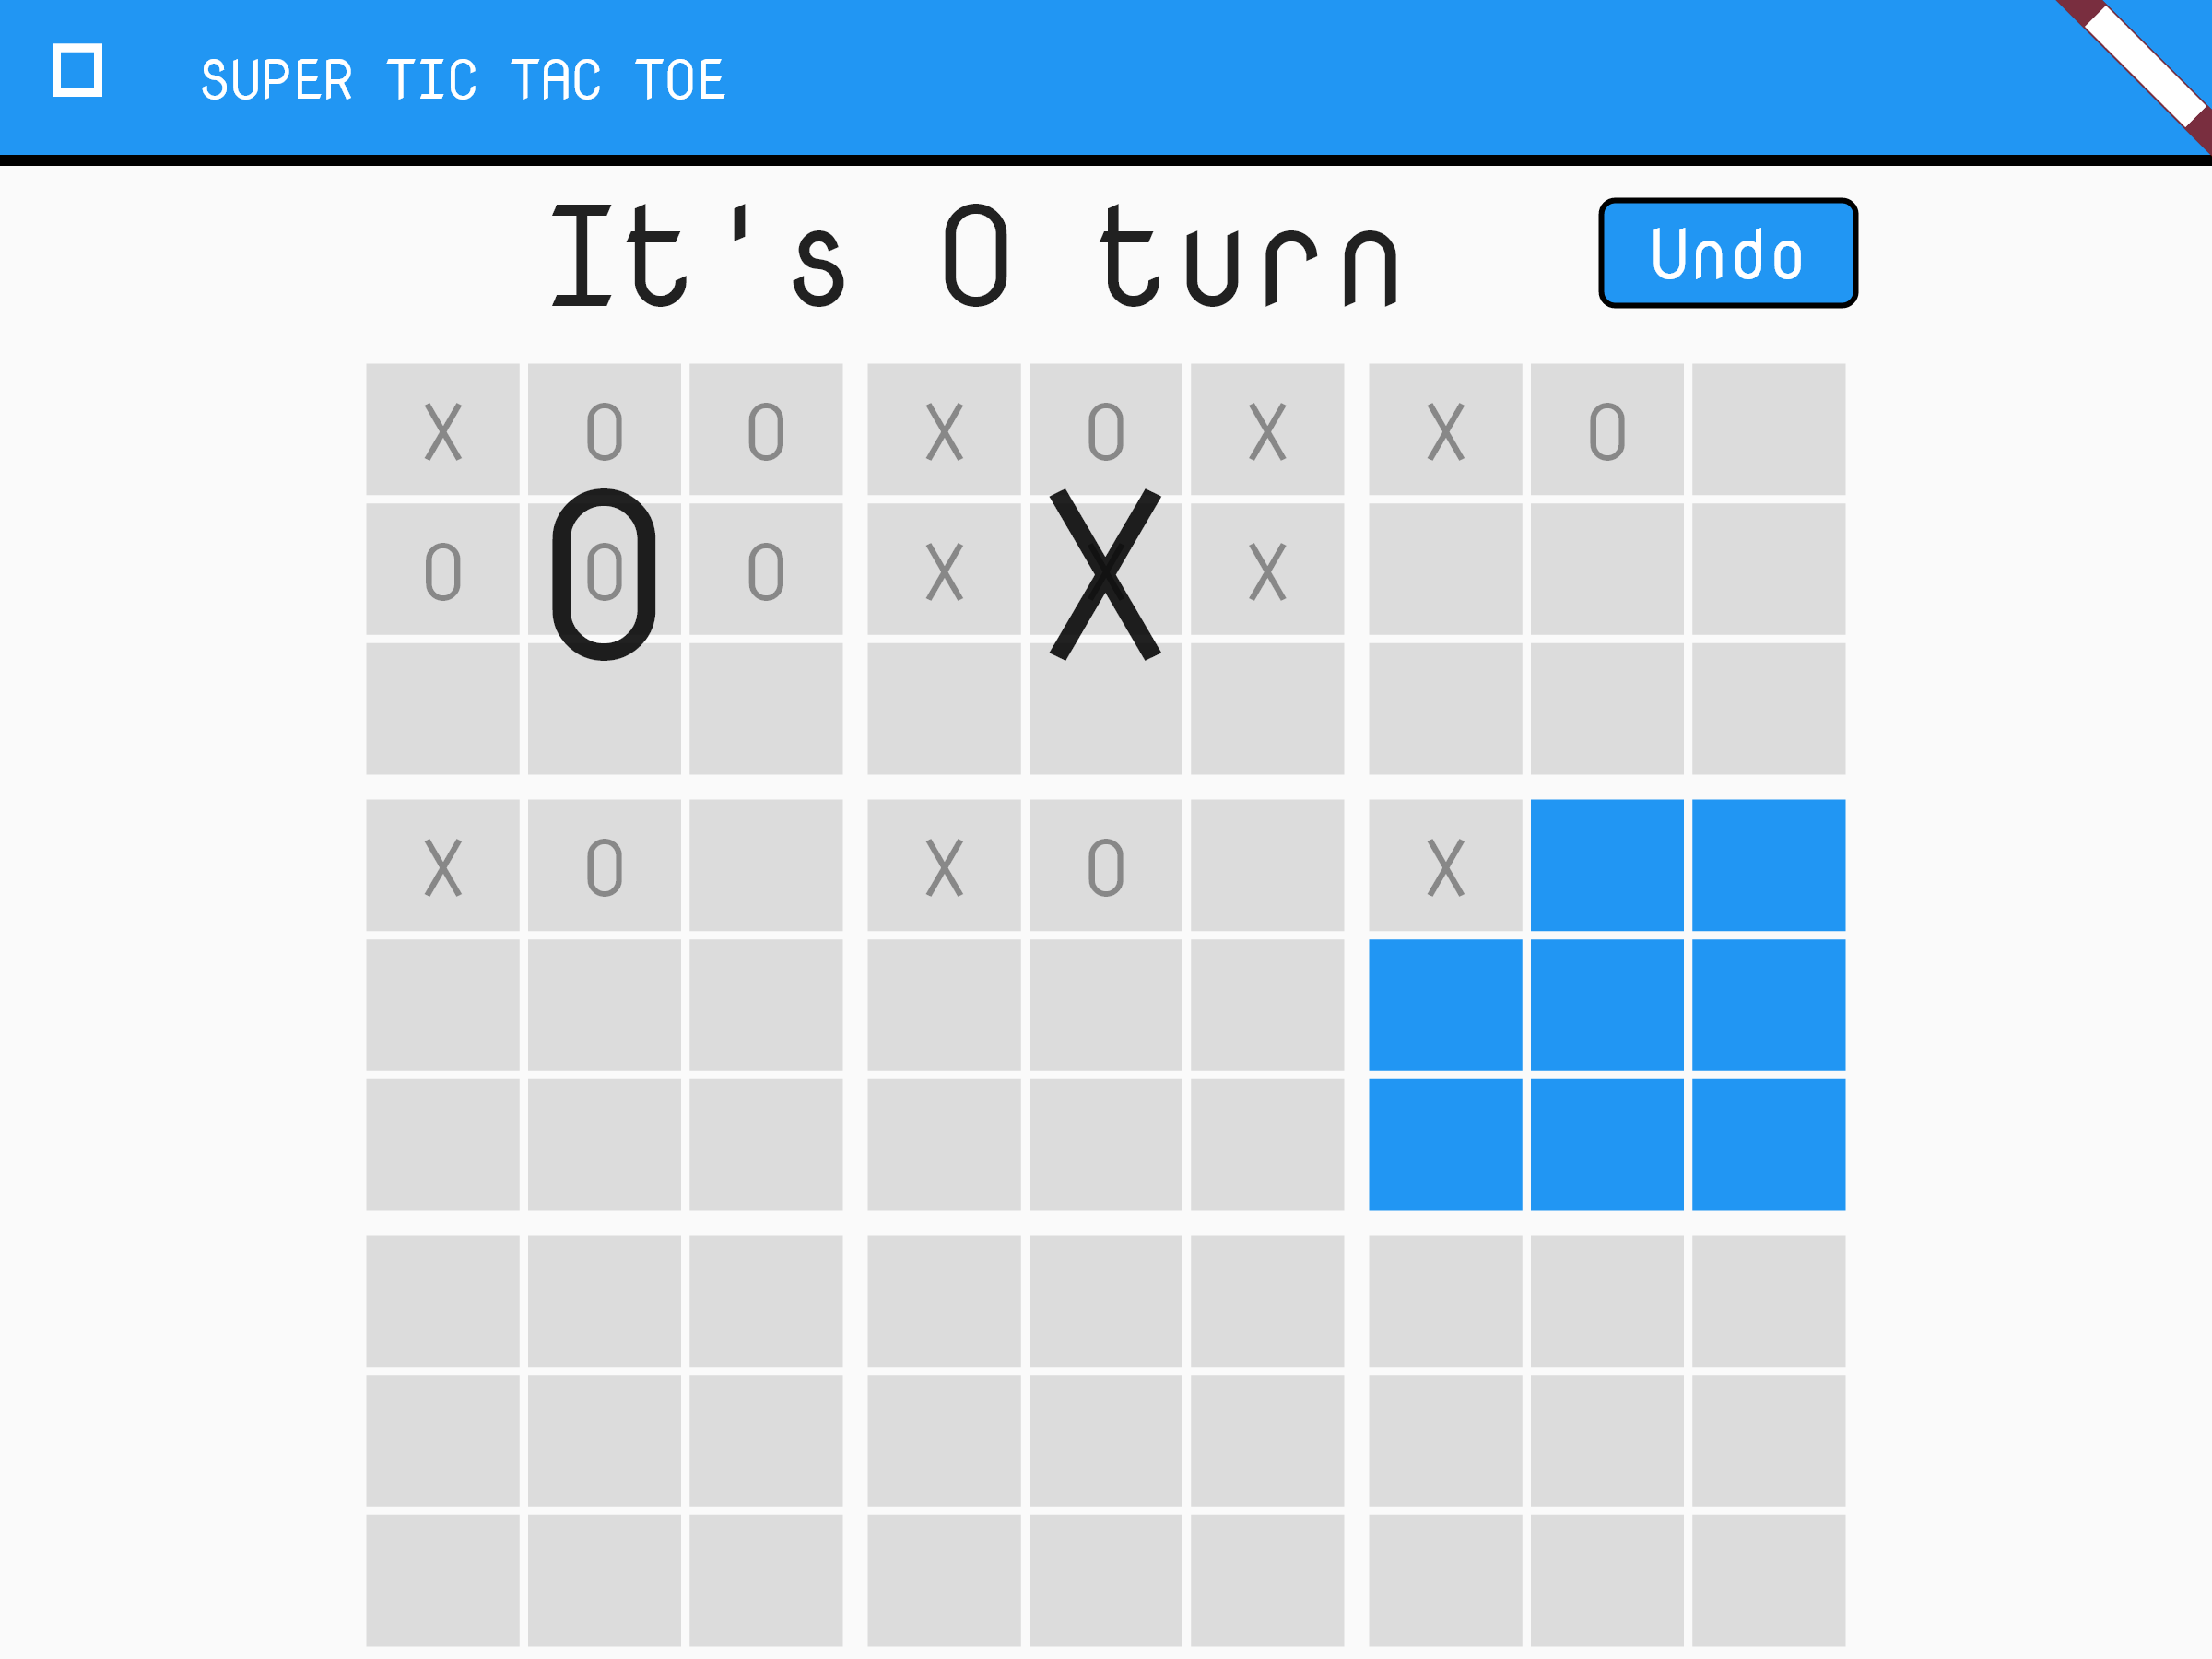 SUPER TIC TAC TOE
It's O turn
Undo
X O O X O X X O
O O O X X X
O X
X O X O X